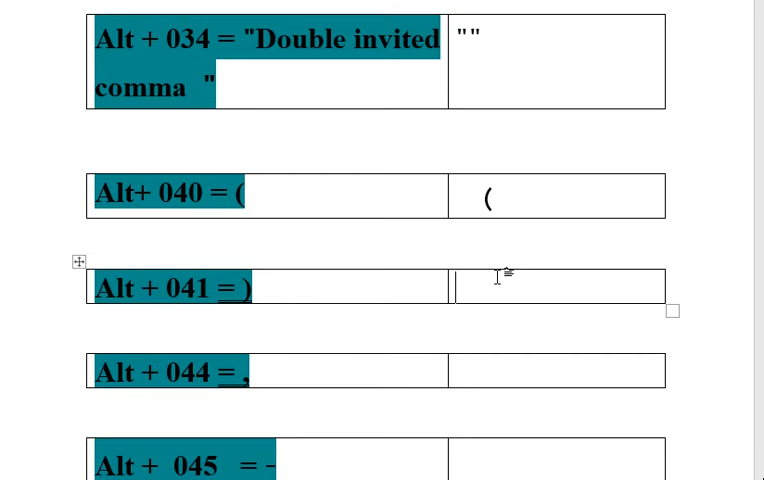 Alt + 034 = "Double invited
comma "
""
Alt+ 040 = (
(
Alt + 041 = )
Alt + 044 = ,
Alt + 045 = -